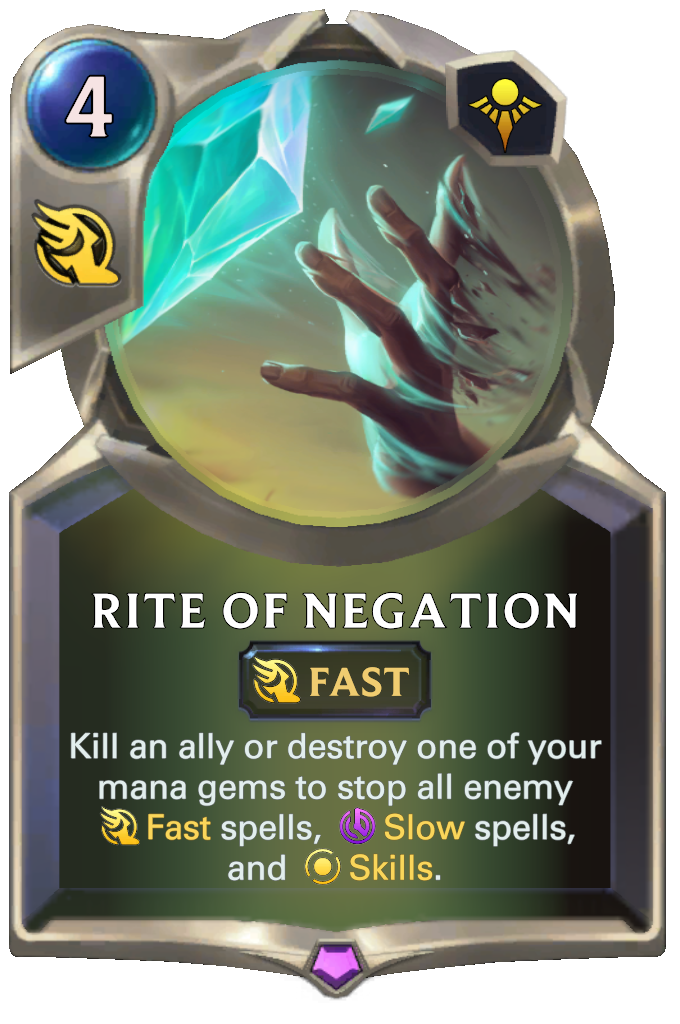 4
RITE OF NEGATION
FAST
Kill an ally or destroy one of your
mana gems to stop all enemy
Fast spells, Slow spells,
and Skills.